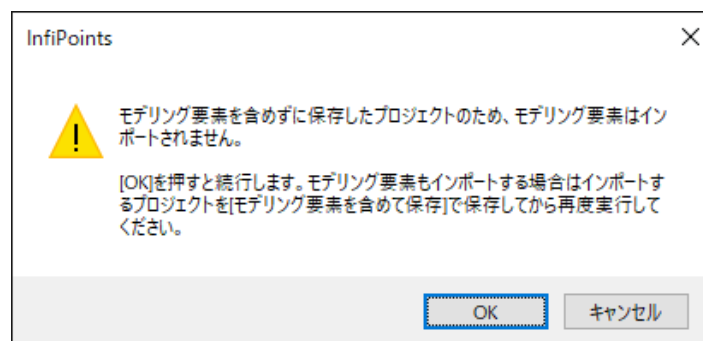 InfiPoints
モデリング要素を含めずに保存したプロジェクトのため、モデリング要素はイン
ポートされません。
[OK]を押すと続行します。モデリング要素もインポートする場合はインポートす
るプロジェクトを[モデリング要素を含めて保存]で保存してから再度実行して
ください。
OK
キャンセル